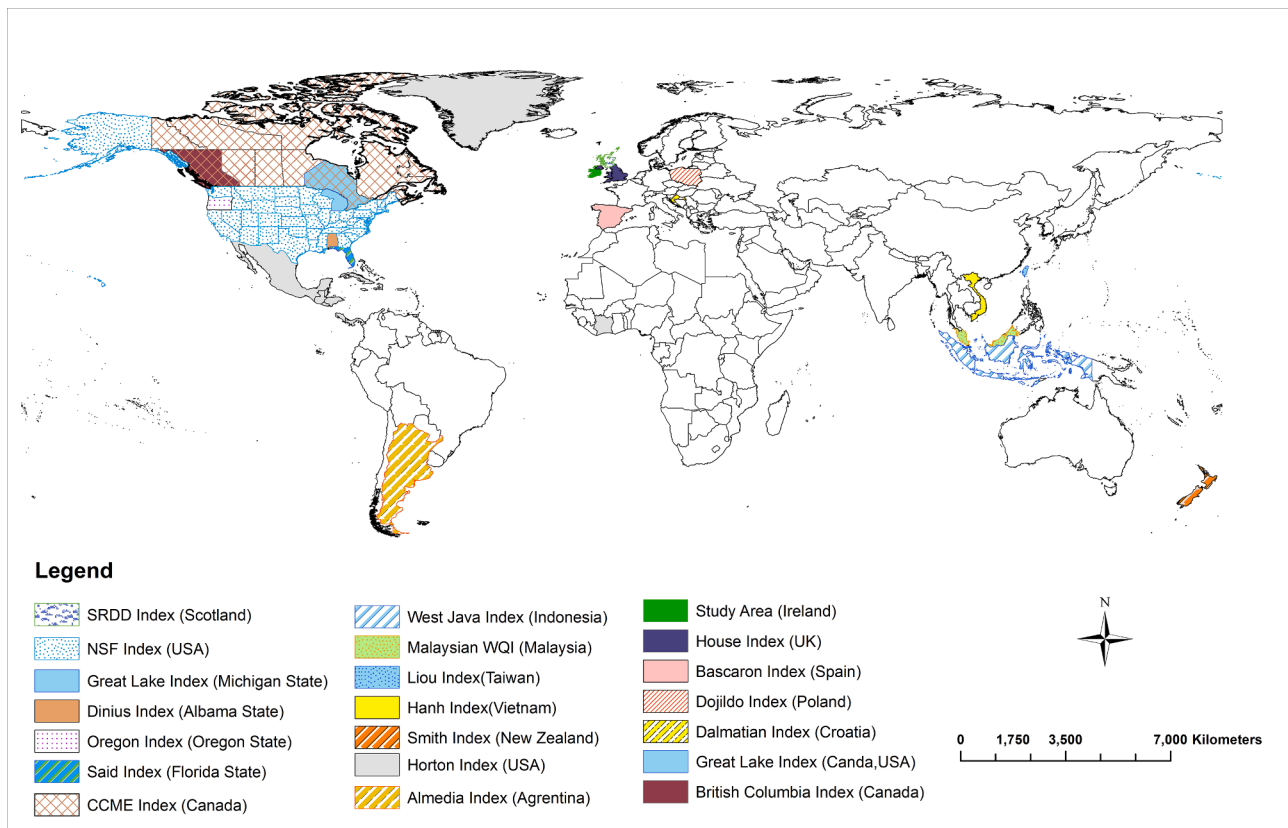 Legend
SRDD Index (Scotland)
NSF Index (USA)
Great Lake Index (Michigan State)
Dinius Index (Albama State)
Oregon Index (Oregon State)
Said Index (Florida State)
CCME Index (Canada)
West Java Index (Indonesia)
Malaysian WQI (Malaysia)
Liou Index(Taiwan)
Hanh Index(Vietnam)
Smith Index (New Zealand)
Horton Index (USA)
Almedia Index (Agrentina)
Study Area (Ireland)
House Index (UK)
Bascaron Index (Spain)
Dojildo Index (Poland)
Dalmatian Index (Croatia)
Great Lake Index (Canda,USA)
British Columbia Index (Canada)
N
0 1,750 3,500 7,000 Kilometers